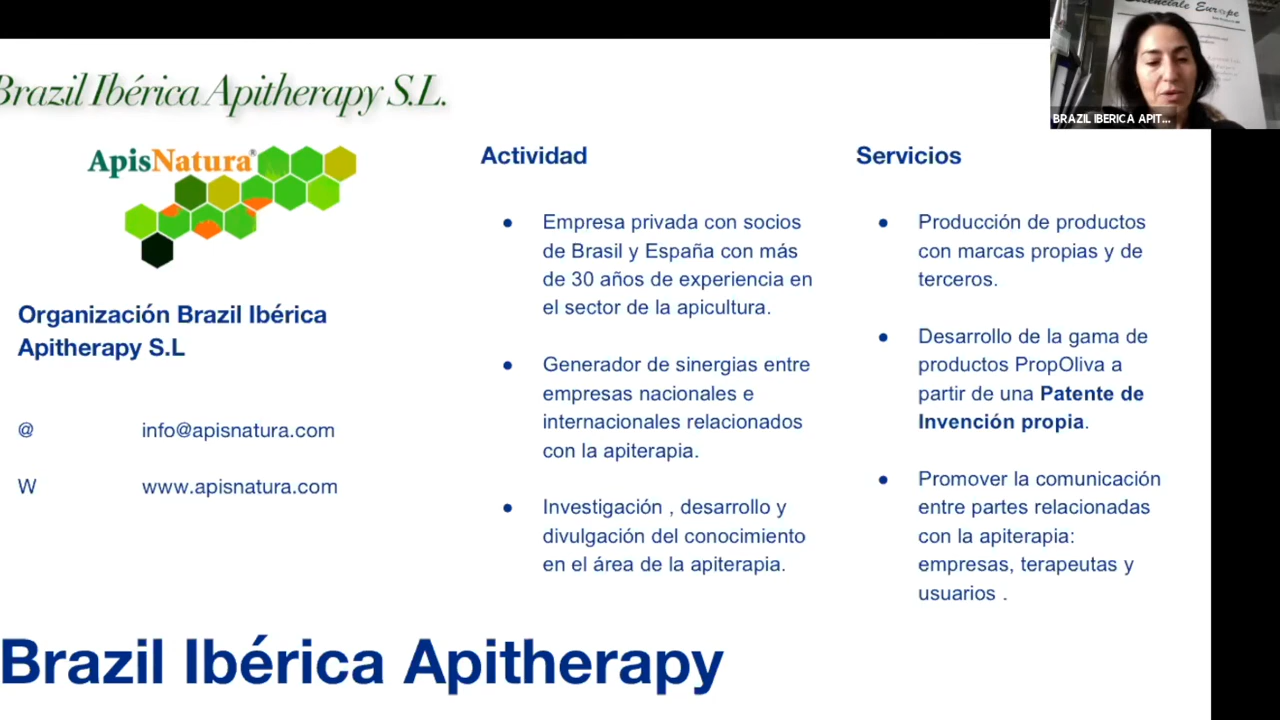 Brazil Ibérica Apitherapy S.L.
ApisNatura®
Organización Brazil Ibérica
Apitherapy S.L
@ info@apisnatura.com
W www.apisnatura.com
Actividad
● Empresa privada con socios
de Brasil y España con más
de 30 años de experiencia en
el sector de la apicultura.
● Generador de sinergias entre
empresas nacionales e
internacionales relacionados
con la apiterapia.
● Investigación , desarrollo y
divulgación del conocimiento
en el área de la apiterapia.
Servicios
● Producción de productos
con marcas propias y de
terceros.
● Desarrollo de la gama de
productos PropOliva a
partir de una Patente de
Invención propia.
● Promover la comunicación
entre partes relacionadas
con la apiterapia:
empresas, terapeutas y
usuarios .
Brazil Ibérica Apitherapy
Essenciale Europe
BRAZIL IBERICA APIT...